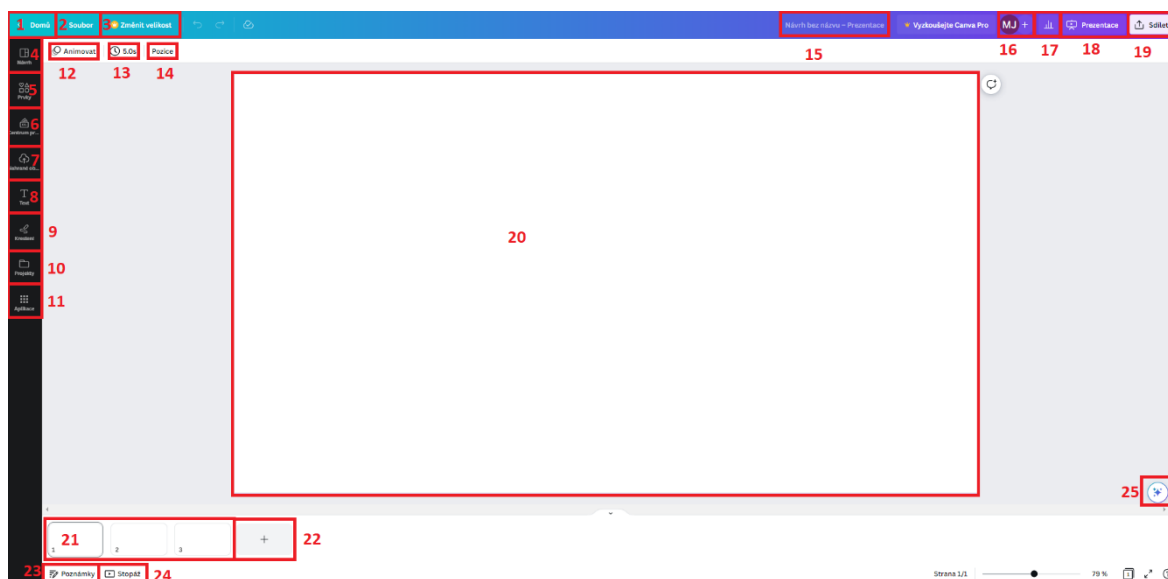 1 Domů 2 Soubor 3 Změnit velikost Návrh bez názvu – Prezentace Vyzkoušejte Canva Pro MJ + Prezentace Sdílet
15 16 17 18 19
4 Návrh Animovat 5.0s Pozice
12 13 14
5 Prvky
6
7
8 Text
9 Kreslení
10 Projekty
11 Aplikace
20
25
21 1 2 3 + 22
23 Poznámky Stopáž 24 Strana 1/1 79 % 1